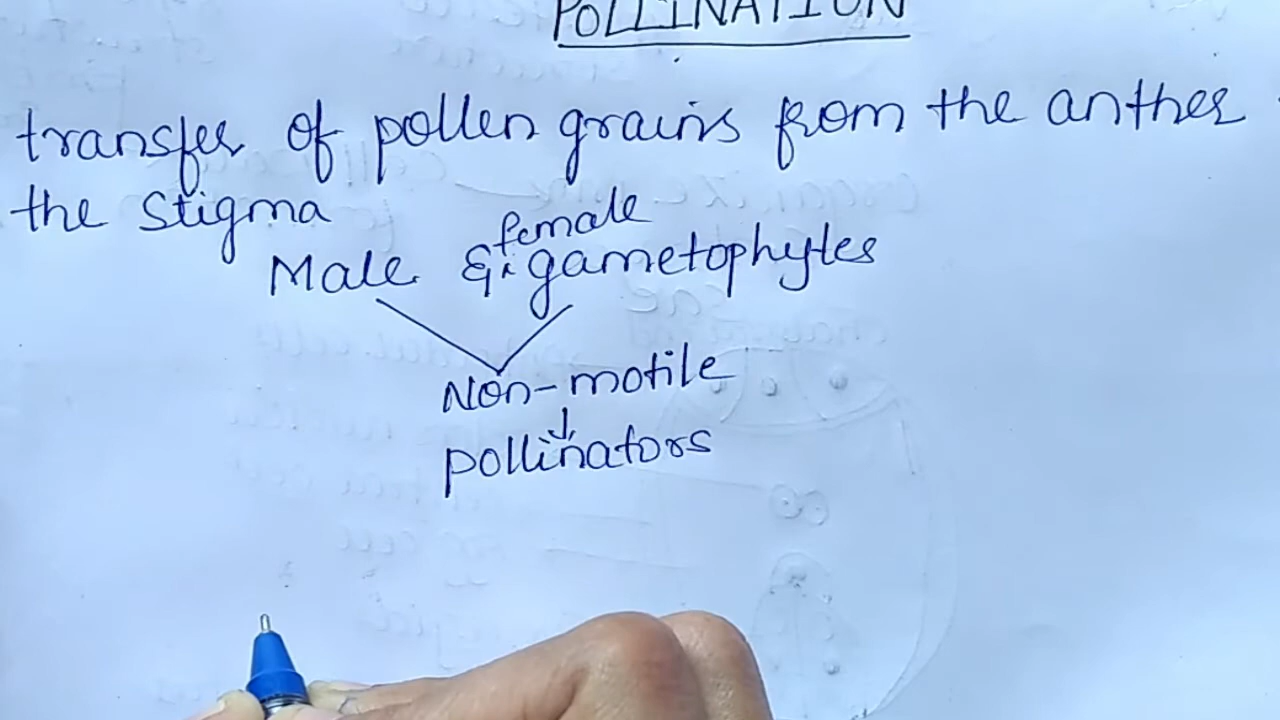 POLLINATION
transfer of pollen grains from the anther
the Stigma
female
Male & gametophytes
Non-motile
pollinators